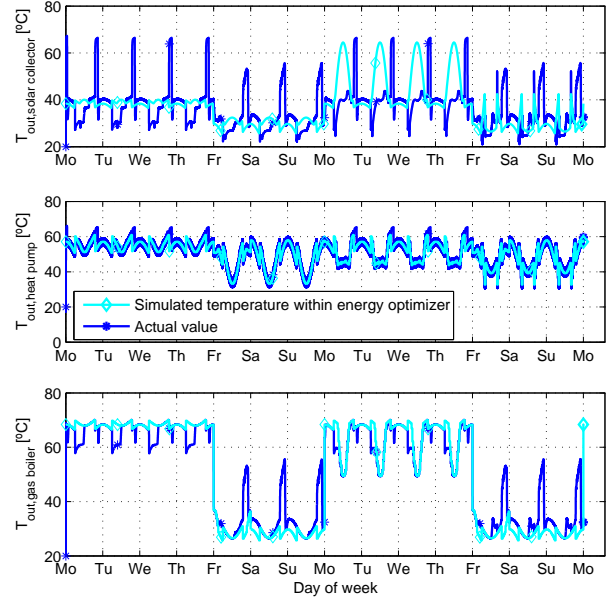 80
60
40
20
T_out,solar collector [ºC]
Mo Tu We Th Fr Sa Su Mo Tu We Th Fr Sa Su Mo
80
60
40
20
0
T_out,heat pump [ºC]
Simulated temperature within energy optimizer
Actual value
Mo Tu We Th Fr Sa Su Mo Tu We Th Fr Sa Su Mo
80
60
40
20
T_out,gas boiler [ºC]
Mo Tu We Th Fr Sa Su Mo Tu We Th Fr Sa Su Mo
Day of week